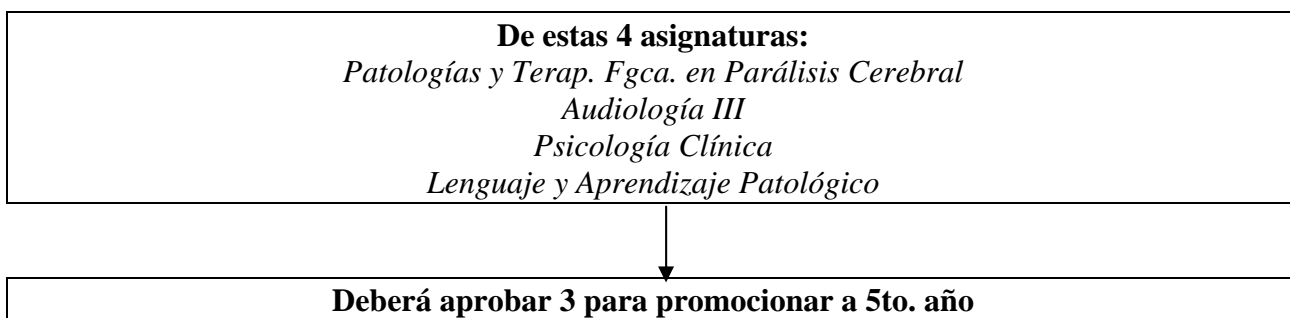 De estas 4 asignaturas:
Patologías y Terap. Fgca. en Parálisis Cerebral
Audiología III
Psicología Clínica
Lenguaje y Aprendizaje Patológico
Deberá aprobar 3 para promocionar a 5to. año